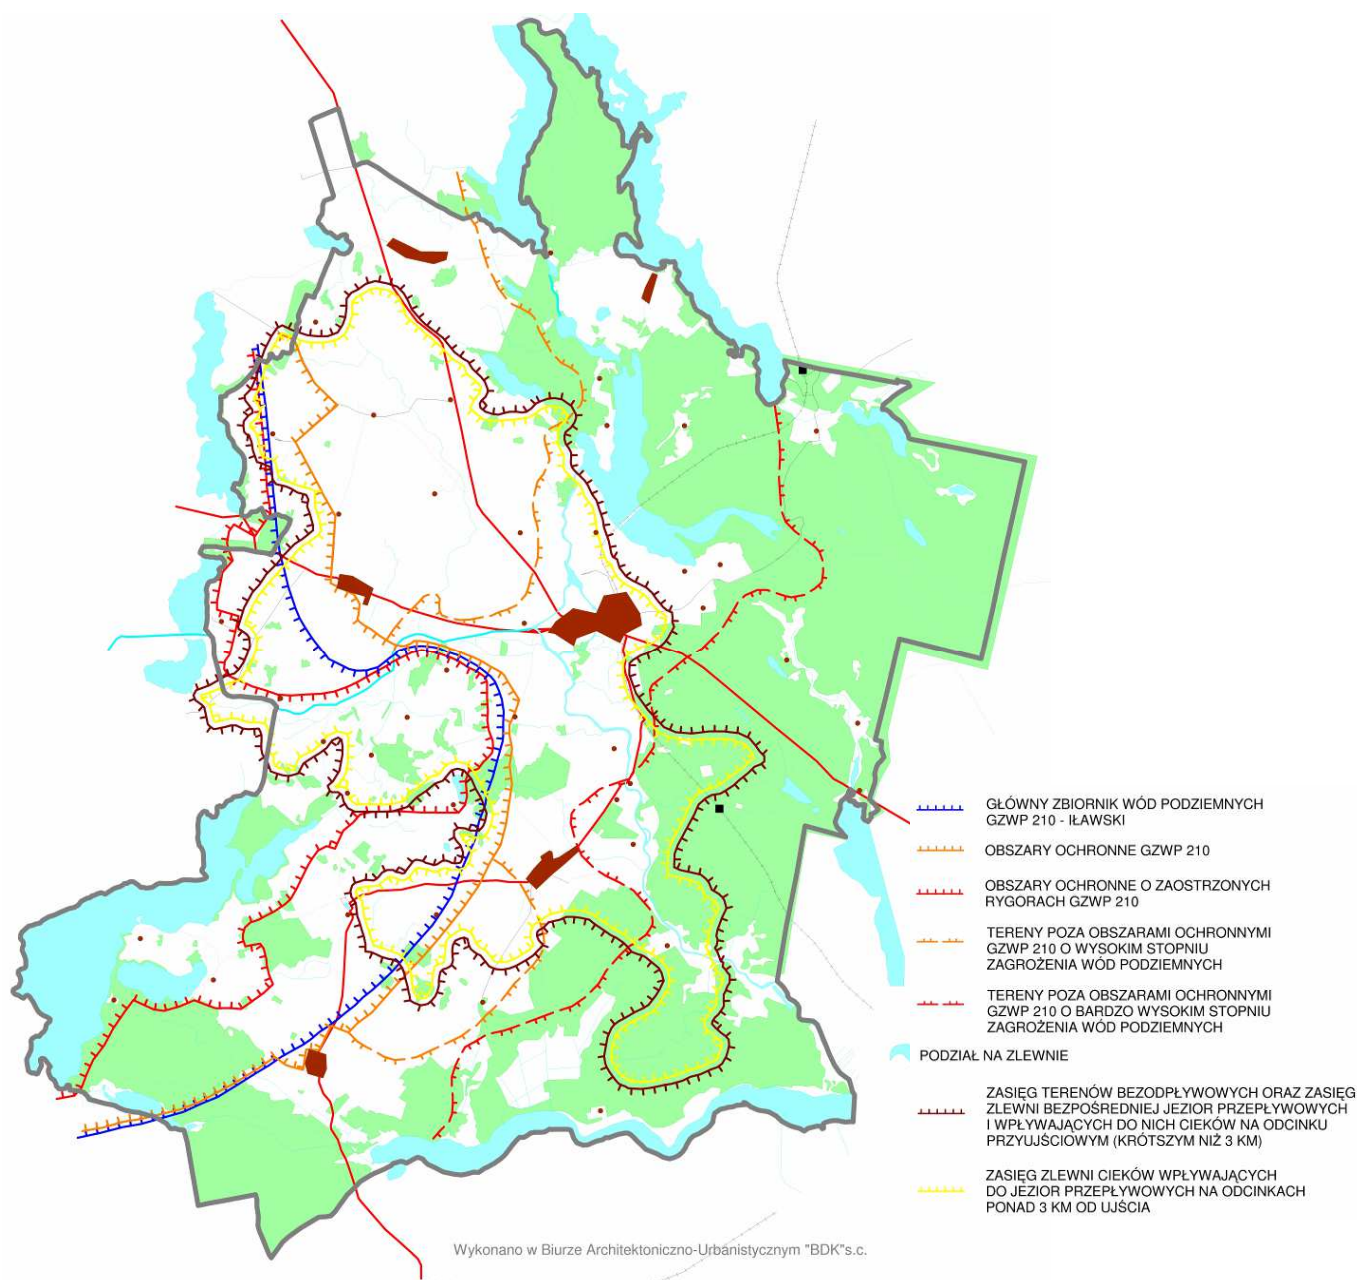 GŁÓWNY ZBIORNIK WÓD PODZIEMNYCH
GZWP 210 - IŁAWSKI
OBSZARY OCHRONNE GZWP 210
OBSZARY OCHRONNE O ZAOSTRZONYCH
RYGORACH GZWP 210
TERENY POZA OBSZARAMI OCHRONNYMI
GZWP 210 O WYSOKIM STOPNIU
ZAGROŻENIA WÓD PODZIEMNYCH
TERENY POZA OBSZARAMI OCHRONNYMI
GZWP 210 O BARDZO WYSOKIM STOPNIU
ZAGROŻENIA WÓD PODZIEMNYCH
PODZIAŁ NA ZLEWNIE
ZASIĘG TERENÓW BEZODPŁYWOWYCH ORAZ ZASIĘG
ZLEWNI BEZPOŚREDNIEJ JEZIOR PRZEPŁYWOWYCH
I WPŁYWAJĄCYCH DO NICH CIEKÓW NA ODCINKU
PRZYUJŚCIOWYM (KRÓTSZYM NIŻ 3 KM)
ZASIĘG ZLEWNI CIEKÓW WPŁYWAJĄCYCH
DO JEZIOR PRZEPŁYWOWYCH NA ODCINKACH
PONAD 3 KM OD UJŚCIA
Wykonano w Biurze Architektoniczno-Urbanistycznym "BDK"s.c.